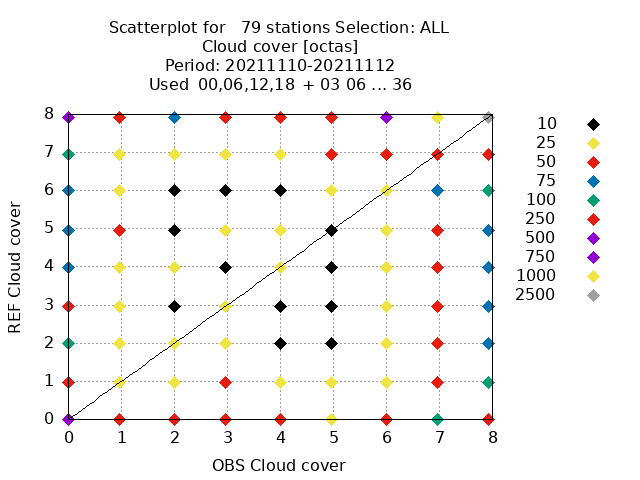 Scatterplot for   79 stations Selection: ALL
Cloud cover [octas]
Period: 20211110-20211112
Used  00,06,12,18  + 03 06 ... 36
8
7
6
5
4
3
2
1
0
REF Cloud cover
0 1 2 3 4 5 6 7 8
OBS Cloud cover
10
25
50
75
100
250
500
750
1000
2500